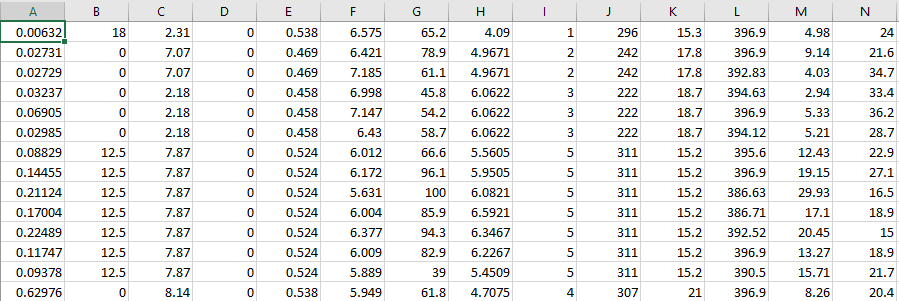 A B C D E F G H I J K L M N
0.00632 18 2.31 0 0.538 6.575 65.2 4.09 1 296 15.3 396.9 4.98 24
0.02731 0 7.07 0 0.469 6.421 78.9 4.9671 2 242 17.8 396.9 9.14 21.6
0.02729 0 7.07 0 0.469 7.185 61.1 4.9671 2 242 17.8 392.83 4.03 34.7
0.03237 0 2.18 0 0.458 6.998 45.8 6.0622 3 222 18.7 394.63 2.94 33.4
0.06905 0 2.18 0 0.458 7.147 54.2 6.0622 3 222 18.7 396.9 5.33 36.2
0.02985 0 2.18 0 0.458 6.43 58.7 6.0622 3 222 18.7 394.12 5.21 28.7
0.08829 12.5 7.87 0 0.524 6.012 66.6 5.5605 5 311 15.2 395.6 12.43 22.9
0.14455 12.5 7.87 0 0.524 6.172 96.1 5.9505 5 311 15.2 396.9 19.15 27.1
0.21124 12.5 7.87 0 0.524 5.631 100 6.0821 5 311 15.2 386.63 29.93 16.5
0.17004 12.5 7.87 0 0.524 6.004 85.9 6.5921 5 311 15.2 386.71 17.1 18.9
0.22489 12.5 7.87 0 0.524 6.377 94.3 6.3467 5 311 15.2 392.52 20.45 15
0.11747 12.5 7.87 0 0.524 6.009 82.9 6.2267 5 311 15.2 396.9 13.27 18.9
0.09378 12.5 7.87 0 0.524 5.889 39 5.4509 5 311 15.2 390.5 15.71 21.7
0.62976 0 8.14 0 0.538 5.949 61.8 4.7075 4 307 21 396.9 8.26 20.4